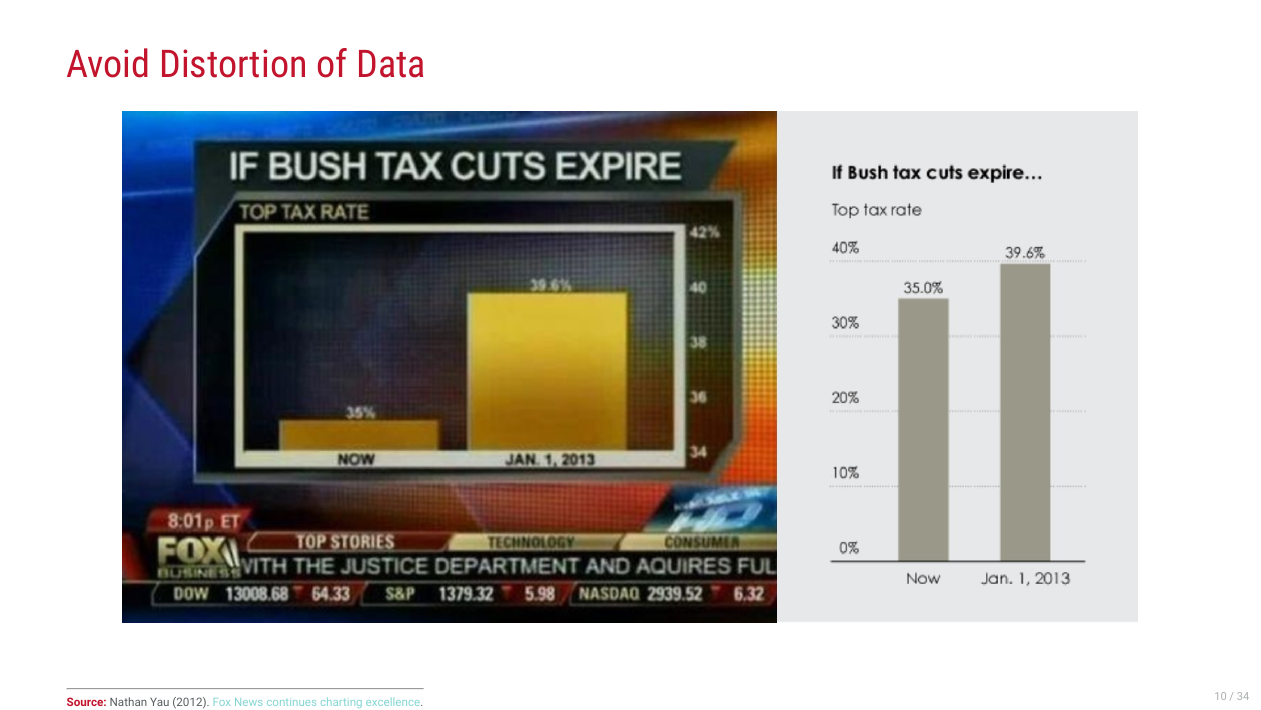 Avoid Distortion of Data
IF BUSH TAX CUTS EXPIRE
TOP TAX RATE
42%
40
38
36
34
39.6%
35%
NOW
JAN. 1, 2013
8:01p ET
HD
TOP STORIES
TECHNOLOGY
CONSUMER
FOX
BUSINESS
WITH THE JUSTICE DEPARTMENT AND AQUIRES FUL
DOW 13008.68 ▼ 64.33 S&P 1379.32 ▼ 5.98 NASDAQ 2939.52 ▼ 6.32
If Bush tax cuts expire...
Top tax rate
40%
30%
20%
10%
0%
35.0%
39.6%
Now
Jan. 1, 2013
Source: Nathan Yau (2012). Fox News continues charting excellence.
10 / 34